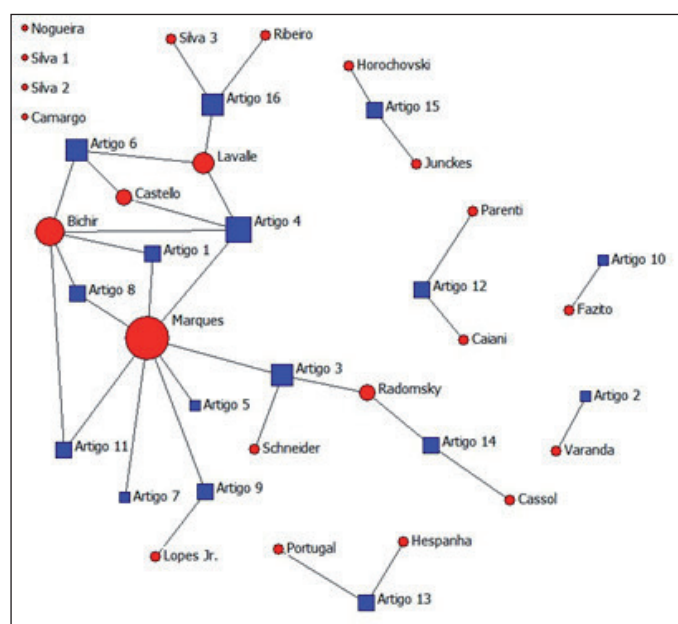 Nogueira
Silva 3
Ribeiro
Silva 1
Horochovski
Silva 2
Artigo 16
Artigo 15
Camargo
Artigo 6
Lavalle
Junckes
Castello
Parenti
Bichir
Artigo 4
Artigo 1
Artigo 10
Artigo 8
Artigo 12
Marques
Fazito
Caiani
Artigo 3
Radomsky
Artigo 2
Artigo 5
Artigo 11
Schneider
Artigo 14
Varanda
Artigo 7
Artigo 9
Cassol
Lopes Jr.
Portugal
Hespanha
Artigo 13